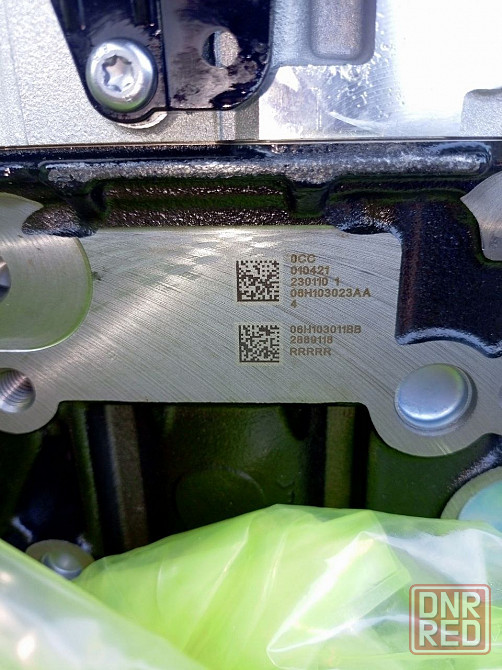 0CC
010421
230110 1
06H103023AA
4
06H103011BB
2889118
RRRRR
DNR
RED